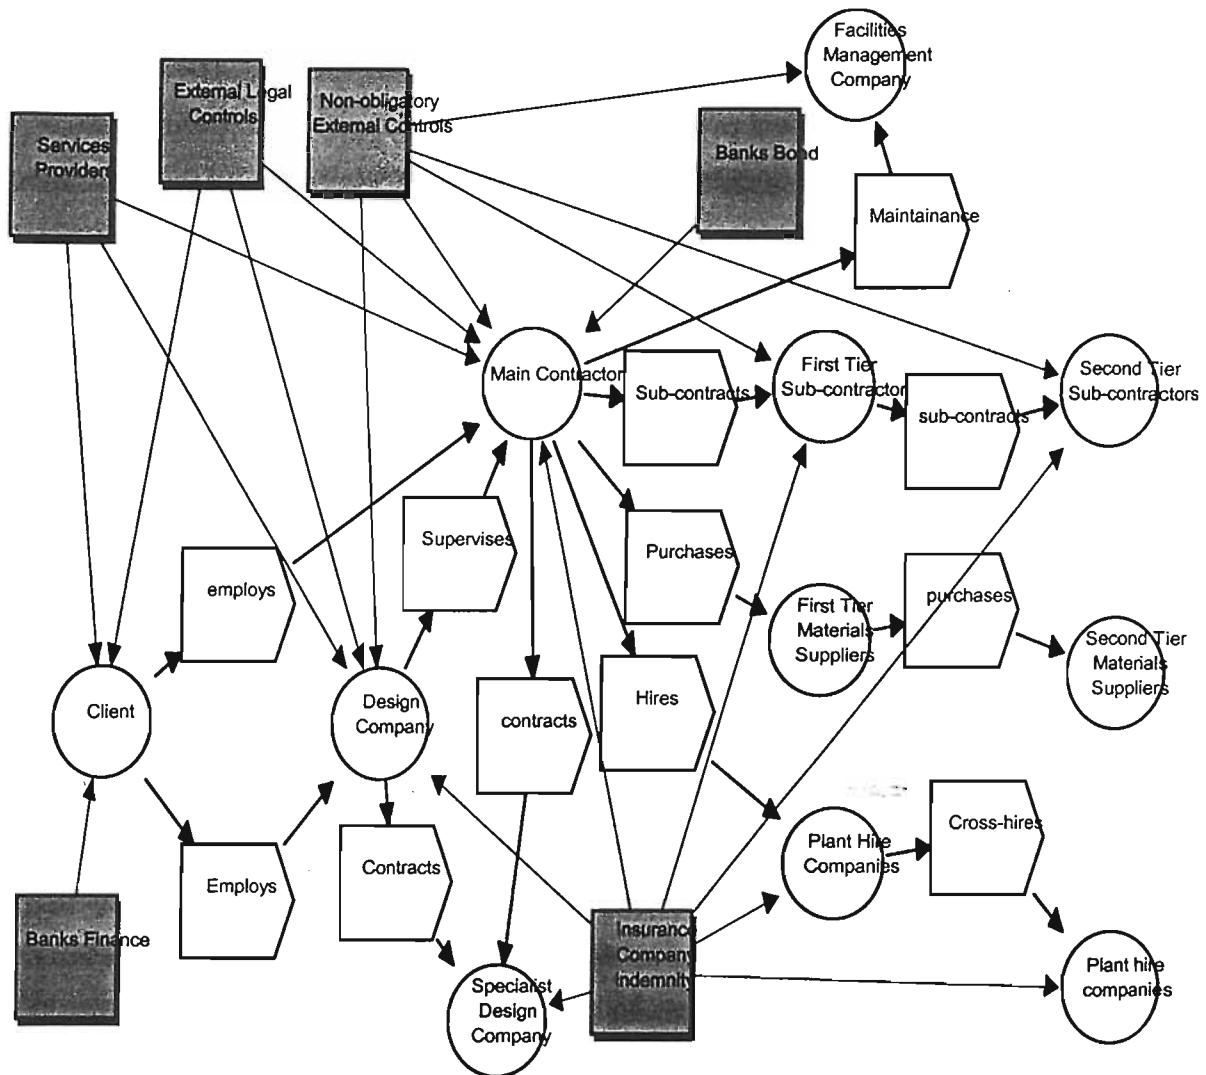 Facilities
Management
Company
External Legal
Controls
Non-obligatory
External Controls
Services
Providers
Banks Bond
Maintainance
Main Contractor
Sub-contracts
First Tier
Sub-contractor
sub-contracts
Second Tier
Sub-contractors
Supervises
Purchases
employs
First Tier
Materials
Suppliers
purchases
Second Tier
Materials
Suppliers
Client
Design
Company
contracts
Hires
Employs
Contracts
Plant Hire
Companies
Cross-hires
Banks Finance
Insurance
Company
Indemnity
Specialist
Design
Company
Plant hire
companies